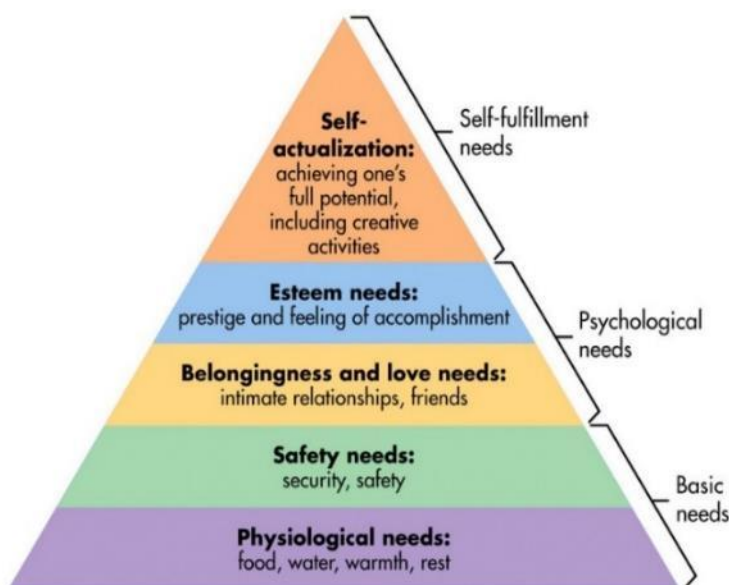 Self-
actualization:
achieving one's
full potential,
including creative
activities
Self-fulfillment
needs
Esteem needs:
prestige and feeling of accomplishment
Psychological
needs
Belongingness and love needs:
intimate relationships, friends
Safety needs:
security, safety
Basic
needs
Physiological needs:
food, water, warmth, rest